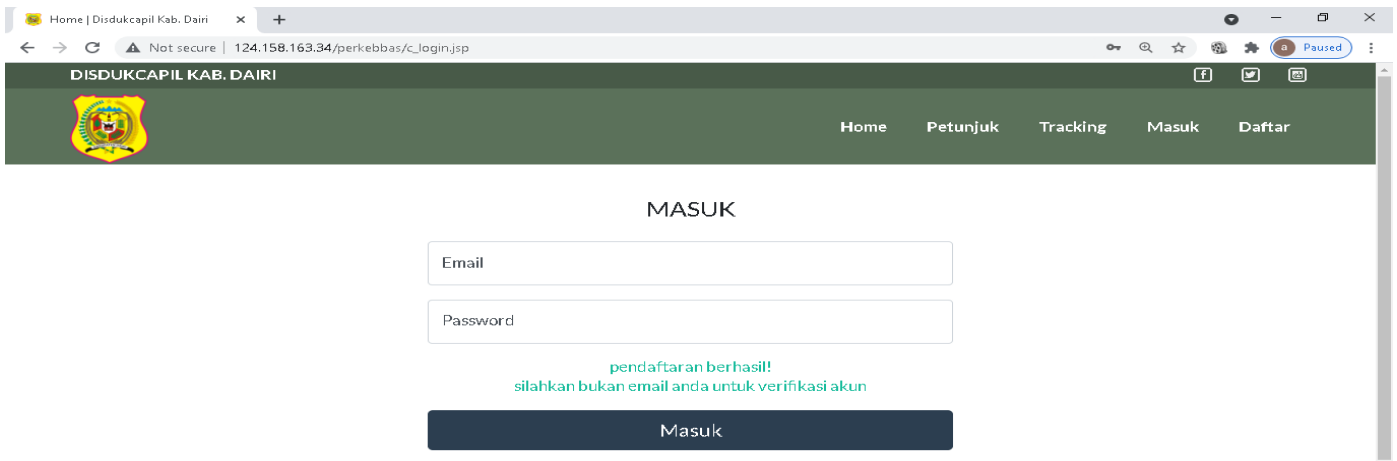 Home | Disdukcapil Kab. Dairi
Not secure | 124.158.163.34/perkebbas/c_login.jsp
a Paused
DISDUKCAPIL KAB. DAIRI
Home Petunjuk Tracking Masuk Daftar
MASUK
Email
Password
pendaftaran berhasil!
silahkan bukan email anda untuk verifikasi akun
Masuk